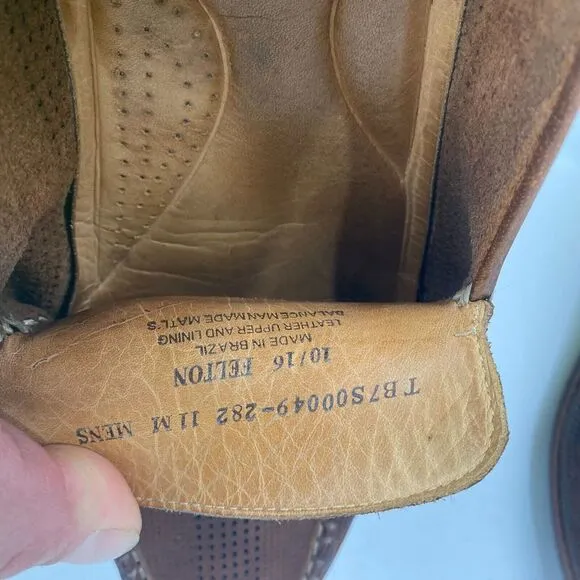 TB7S00049-282 11 M MENS
10/16 FELTON
MADE IN BRAZIL
LEATHER UPPER AND LINING
BALANCE MANMADE MAT'L'S